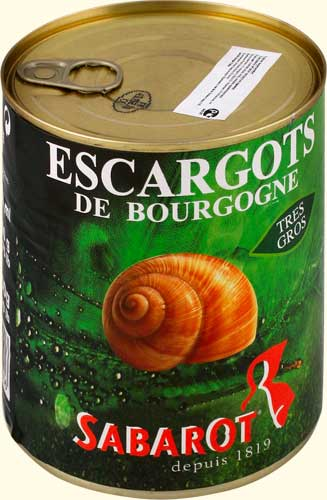 ESCARGOTS
DE BOURGOGNE
TRES
GROS
SABAROT
depuis 1819